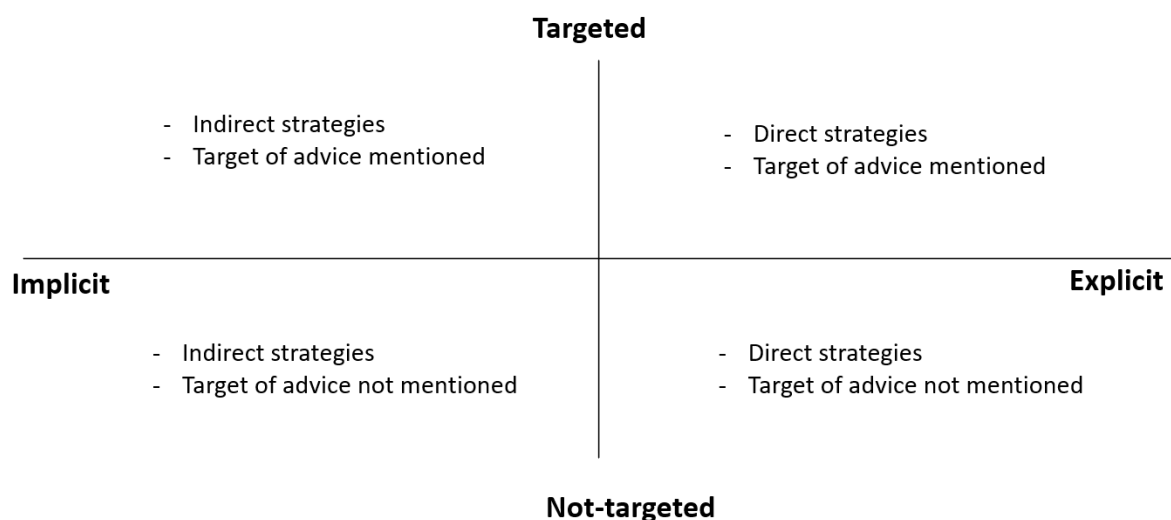 Targeted
- Indirect strategies
- Target of advice mentioned
- Direct strategies
- Target of advice mentioned
Implicit
Explicit
- Indirect strategies
- Target of advice not mentioned
- Direct strategies
- Target of advice not mentioned
Not-targeted